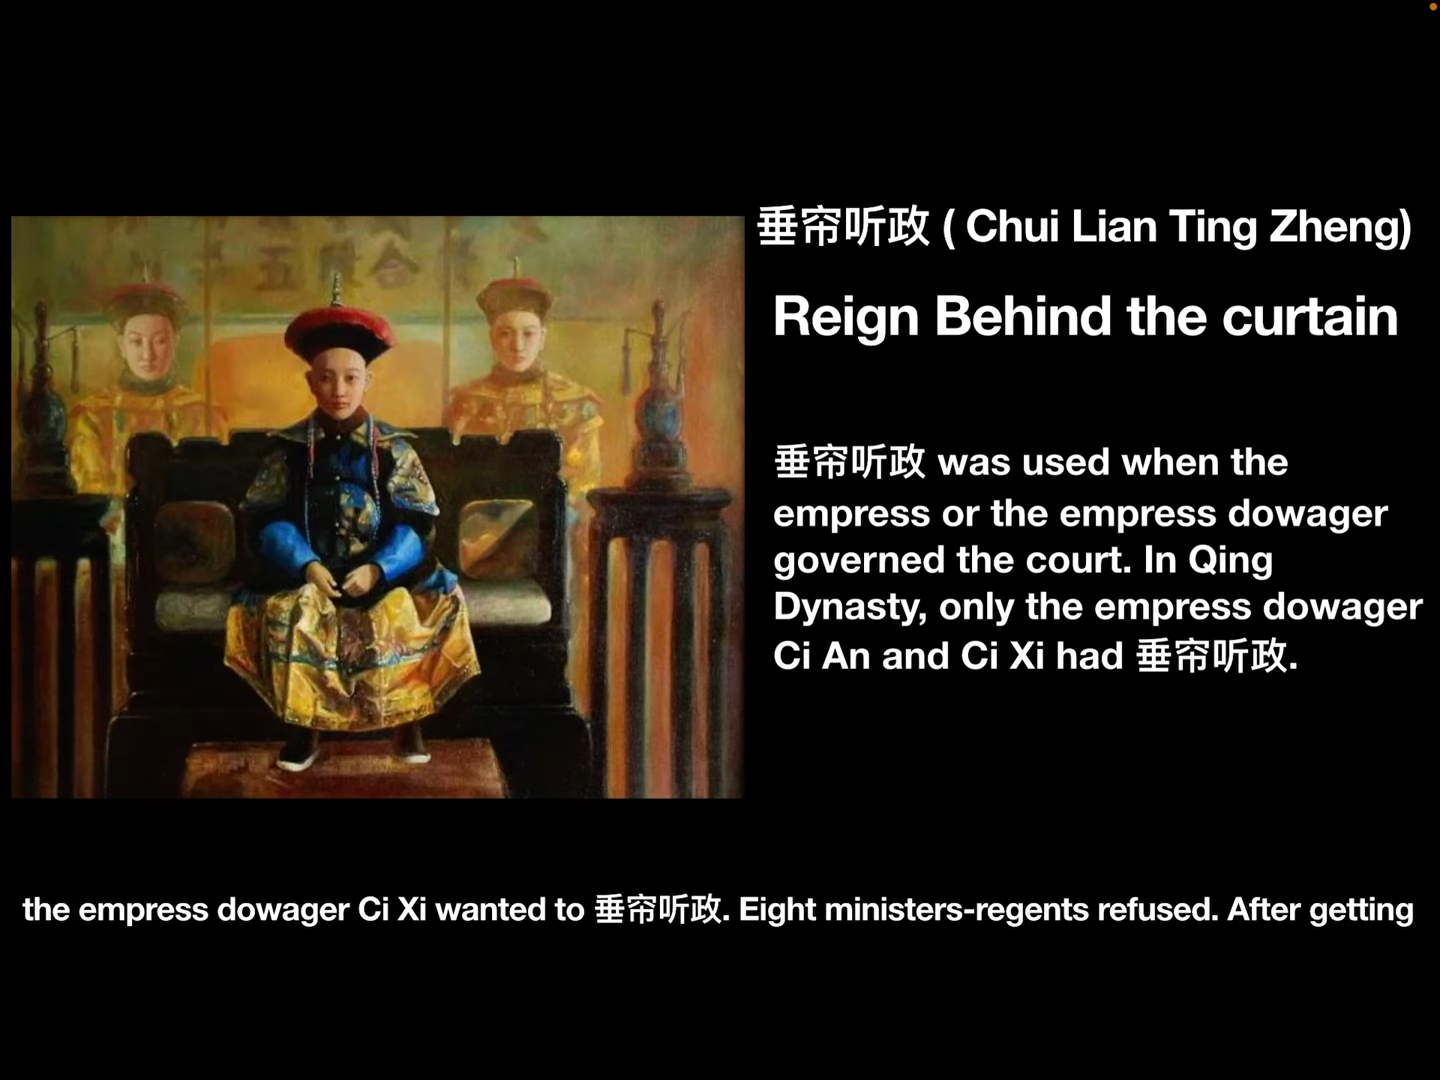 垂帘听政 ( Chui Lian Ting Zheng)
Reign Behind the curtain
垂帘听政 was used when the
empress or the empress dowager
governed the court. In Qing
Dynasty, only the empress dowager
Ci An and Ci Xi had 垂帘听政.
the empress dowager Ci Xi wanted to 垂帘听政. Eight ministers-regents refused. After getting